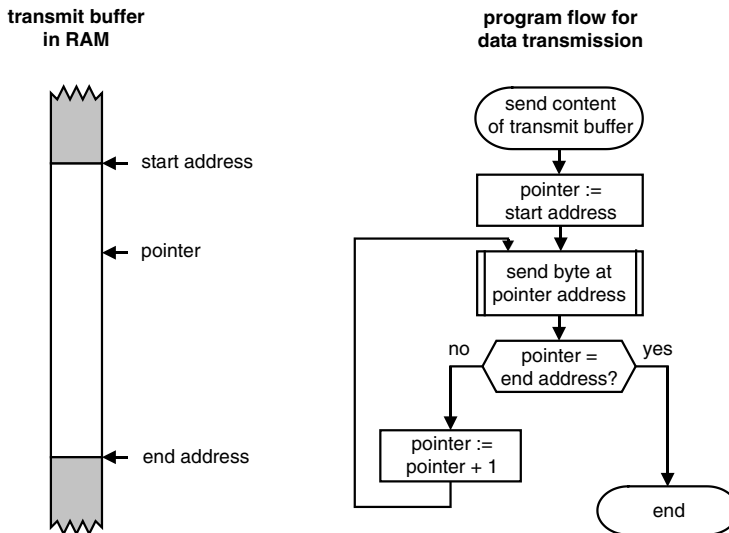 transmit buffer
in RAM
start address
pointer
end address
program flow for
data transmission
send content
of transmit buffer
pointer :=
start address
send byte at
pointer address
no
pointer =
end address?
yes
pointer :=
pointer + 1
end